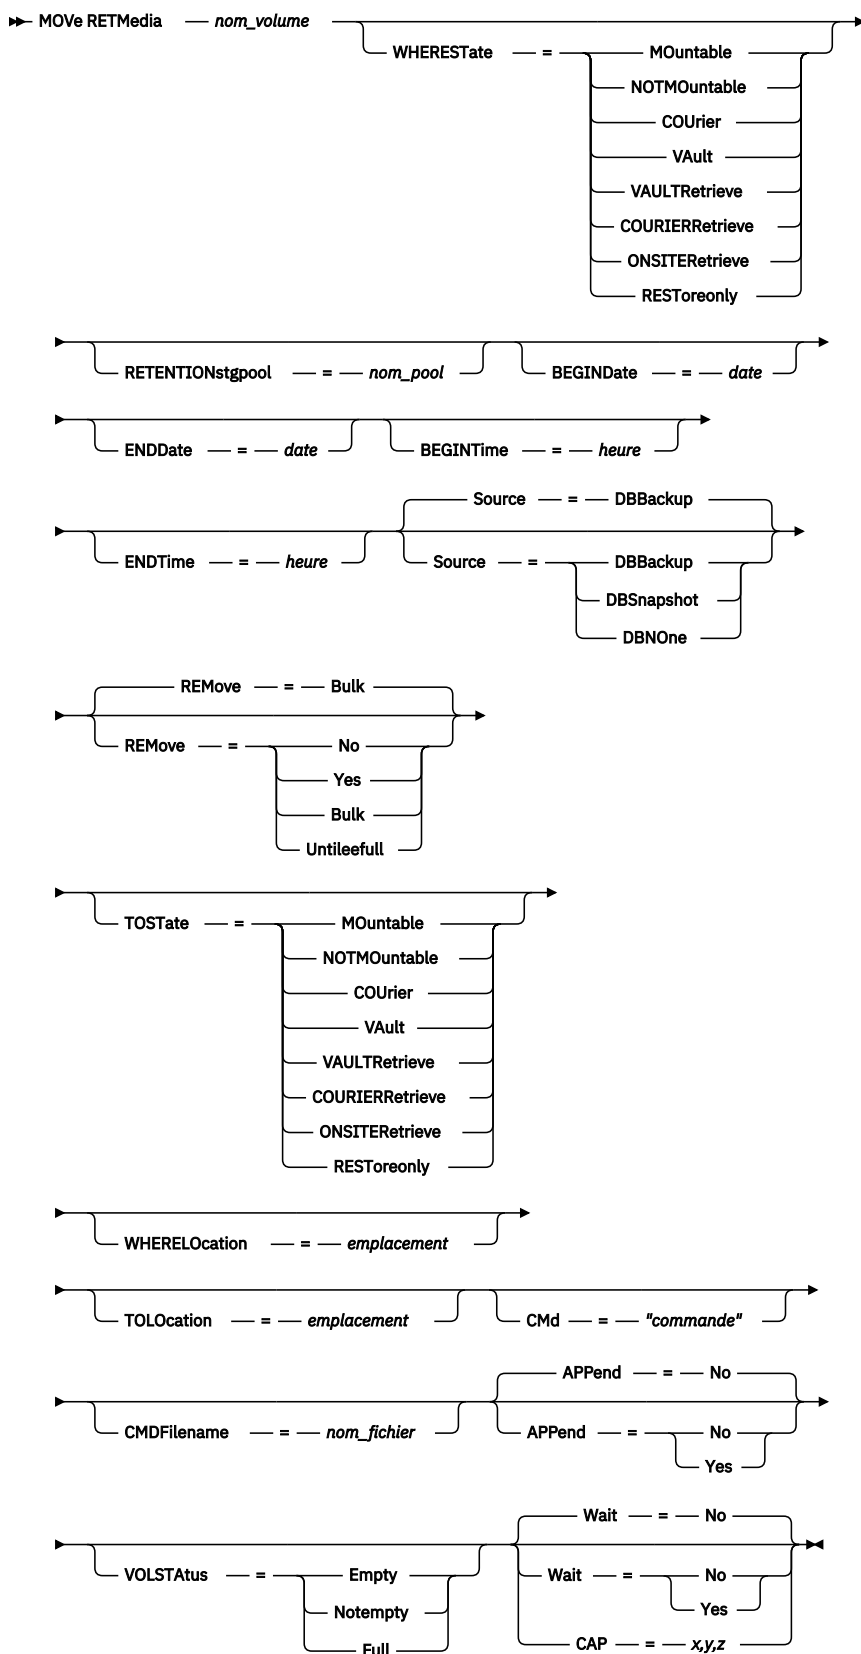 MOVe RETMedia nom_volume
WHERESTate = MOuntable
NOTMOuntable
COUrier
VAult
VAULTRetrieve
COURIERRetrieve
ONSITERetrieve
RESToreonly
RETENTIONstgpool = nom_pool BEGINDate = date
ENDDate = date BEGINTime = heure
Source = DBBackup
ENDTime = heure Source = DBBackup
DBSnapshot
DBNOne
REMove = Bulk
REMove = No
Yes
Bulk
Untileefull
TOSTate = MOuntable
NOTMOuntable
COUrier
VAult
VAULTRetrieve
COURIERRetrieve
ONSITERetrieve
RESToreonly
WHERELOcation = emplacement
TOLOcation = emplacement CMd = "commande"
APPend = No
CMDFilename = nom_fichier APPend = No
Yes
Wait = No
VOLSTAtus = Empty Wait = No
Notempty Yes
Full CAP = x,y,z